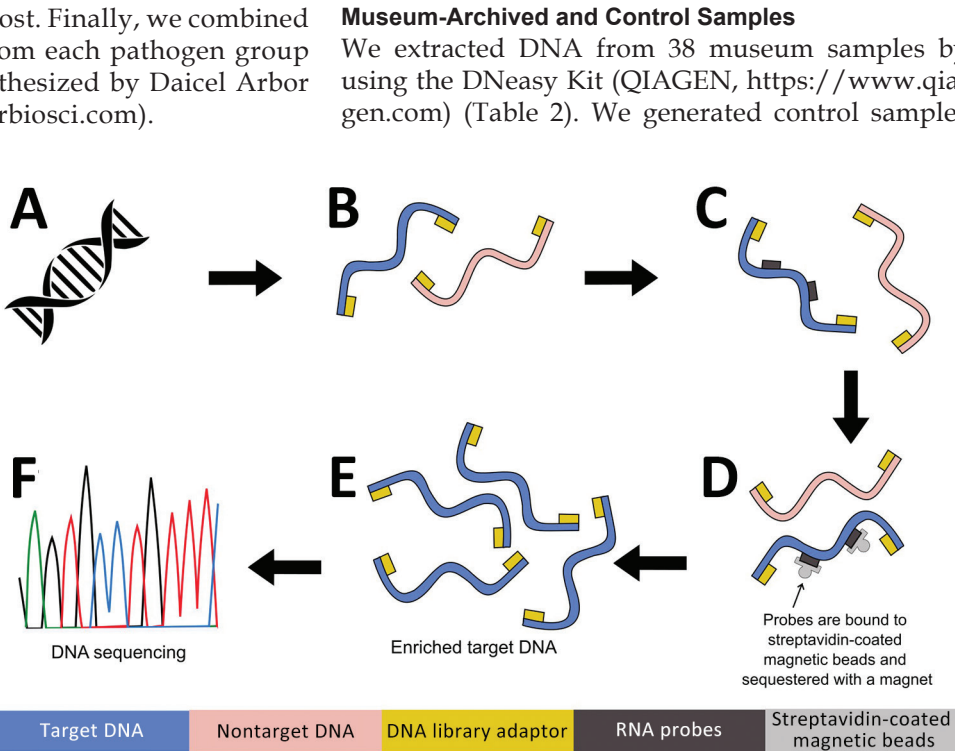 ost. Finally, we combined
om each pathogen group
thesized by Daicel Arbor
rbiosci.com).
Museum-Archived and Control Samples
We extracted DNA from 38 museum samples by
using the DNeasy Kit (QIAGEN, https://www.qia
gen.com) (Table 2). We generated control sample
A
B
C
D
Probes are bound to
streptavidin-coated
magnetic beads and
sequestered with a magnet
E
Enriched target DNA
F
DNA sequencing
Target DNA
Nontarget DNA
DNA library adaptor
RNA probes
Streptavidin-coated
magnetic beads